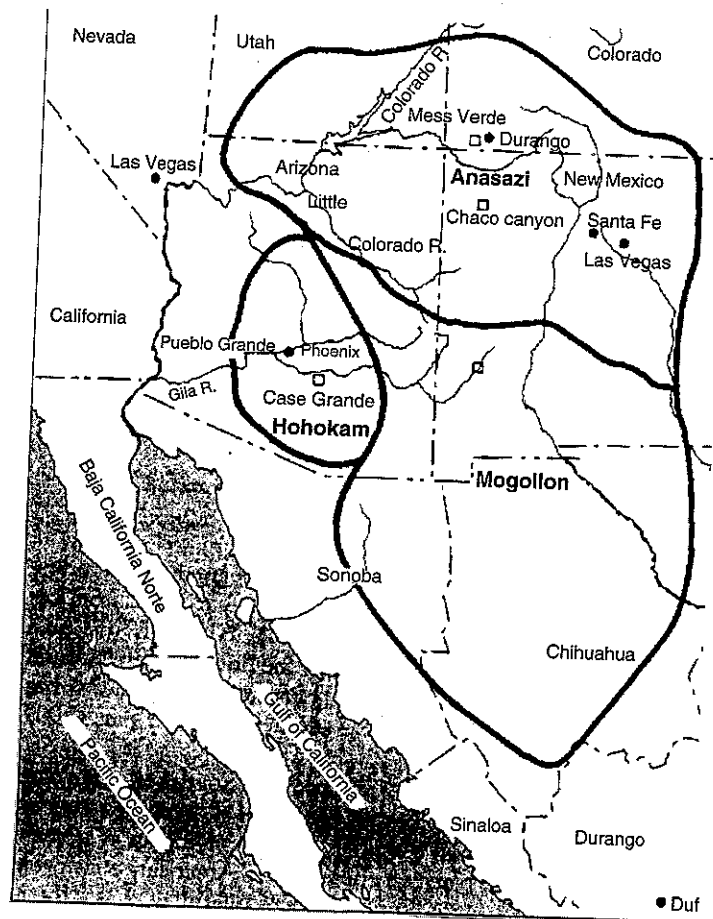 Nevada
Utah
Colorado
Colorado R.
Mess Verde
Durango
Las Vegas
Arizona
Anasazi
New Mexico
Little
Chaco canyon
Santa Fe
Colorado R.
Las Vegas
California
Pueblo Grande
Phoenix
Gila R.
Case Grande
Hohokam
Mogollon
Baja California Norte
Sonoba
Chihuahua
Gulf of California
Pacific Ocean
Sinaloa
Durango
Duf